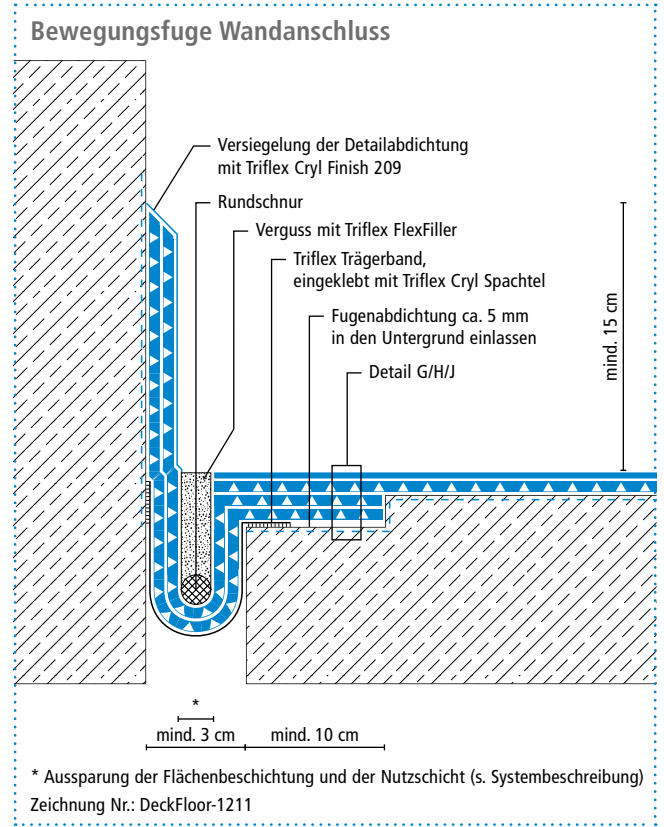 Bewegungsfuge Wandanschluss
Versiegelung der Detailabdichtung
mit Triflex Cryl Finish 209
Rundschnur
Verguss mit Triflex FlexFiller
Triflex Trägerband,
eingeklebt mit Triflex Cryl Spachtel
Fugenabdichtung ca. 5 mm
in den Untergrund einlassen
Detail G/H/J
mind. 15 cm
*
mind. 3 cm
mind. 10 cm
* Aussparung der Flächenbeschichtung und der Nutzschicht (s. Systembeschreibung)
Zeichnung Nr.: DeckFloor-1211